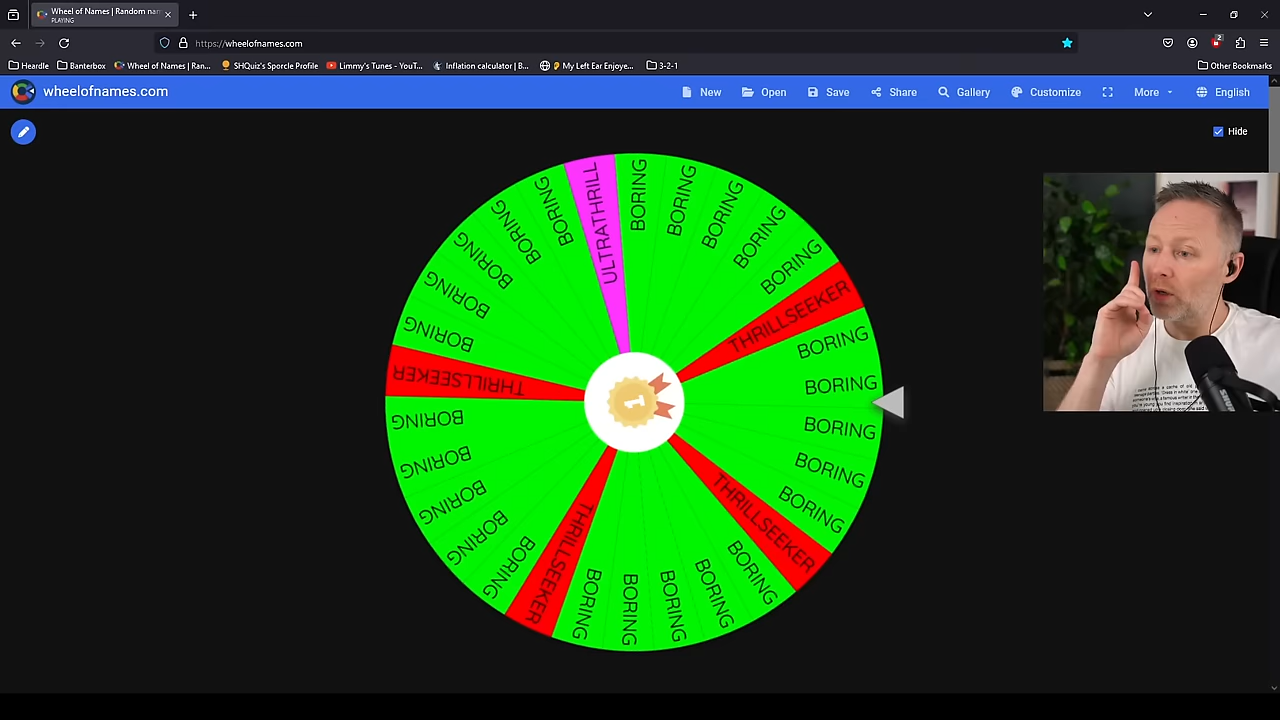 Wheel of Names | Random nam
PLAYING
https://wheelofnames.com
Heardle
Banterbox
Wheel of Names | Ran...
SHQuiz's Sporcle Profile
Limmy's Tunes - YouT...
Inflation calculator | B...
My Left Ear Enjoye...
3-2-1
Other Bookmarks
wheelofnames.com
New
Open
Save
Share
Gallery
Customize
More
English
Hide
ULTRATHRILL
BORING
BORING
BORING
BORING
BORING
THRILLSEEKER
BORING
BORING
BORING
BORING
BORING
THRILLSEEKER
BORING
BORING
BORING
BORING
BORING
THRILLSEEKER
BORING
BORING
BORING
BORING
BORING
THRILLSEEKER
BORING
BORING
BORING
BORING
BORING
1
2